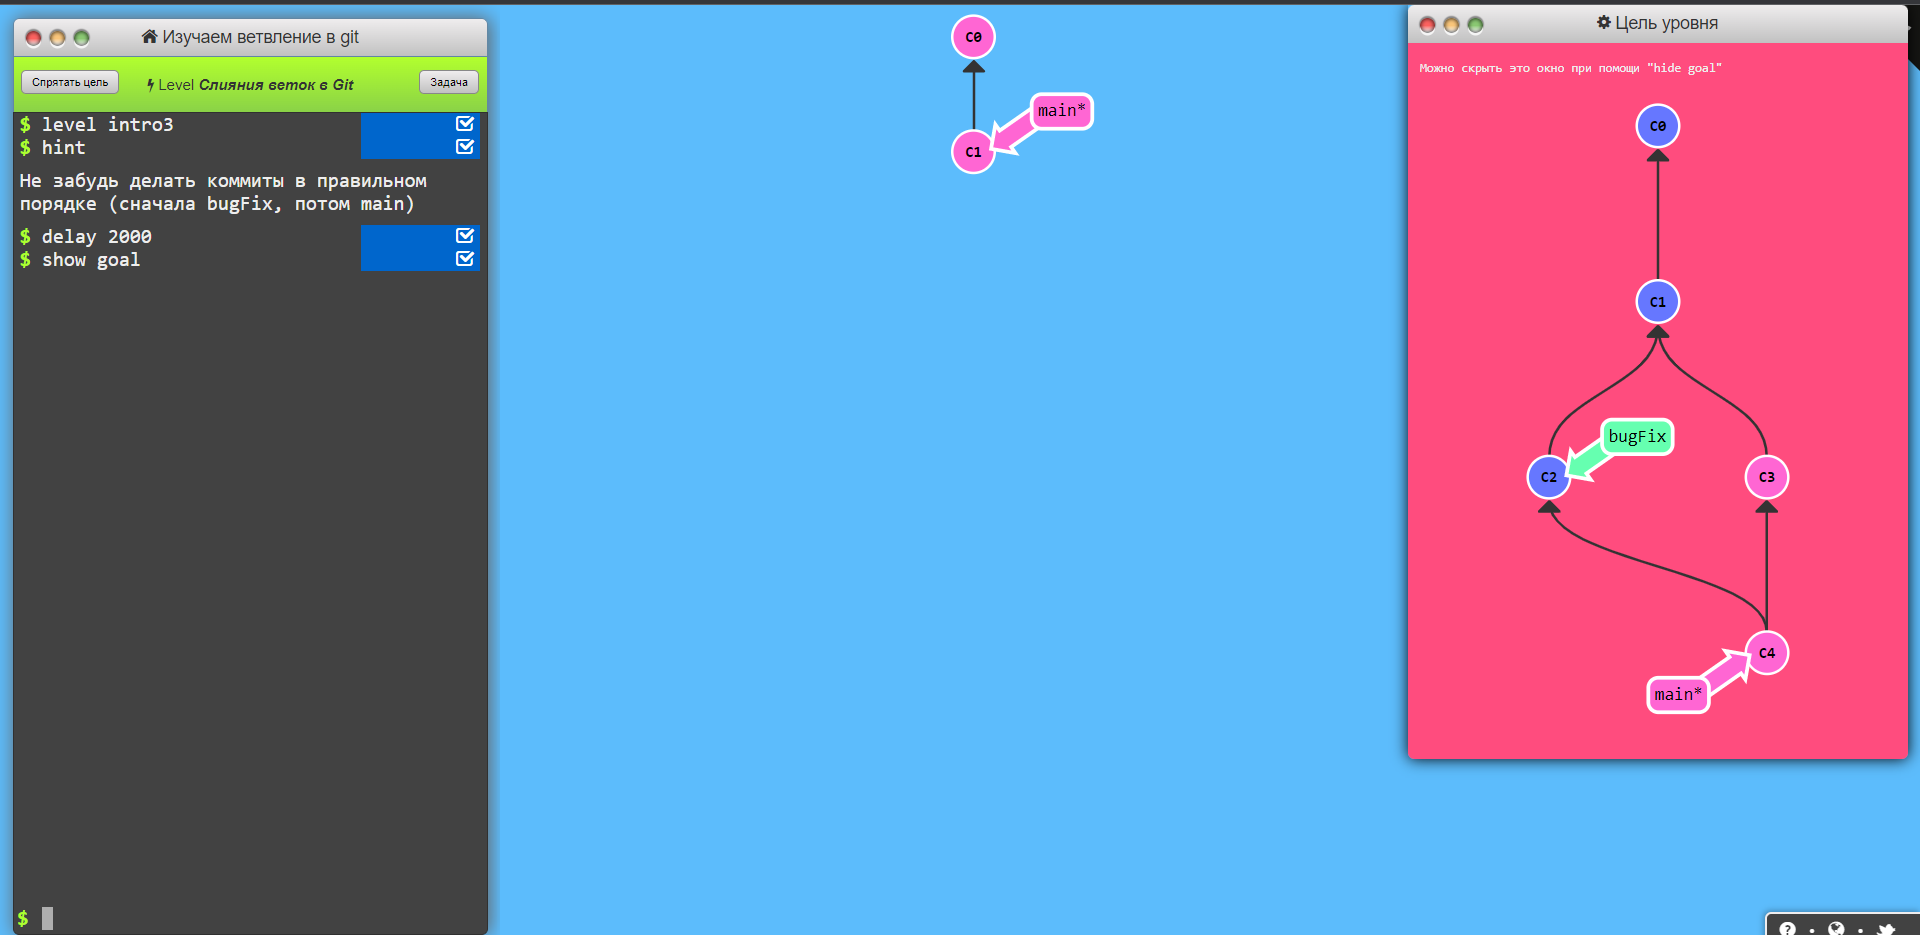 Изучаем ветвление в git
Спрятать цель
Level Слияния веток в Git
Задача
$ level intro3
$ hint
Не забудь делать коммиты в правильном
порядке (сначала bugFix, потом main)
$ delay 2000
$ show goal
$
C0
main*
C1
Цель уровня
Можно скрыть это окно при помощи "hide goal"
C0
C1
bugFix
C2
C3
C4
main*